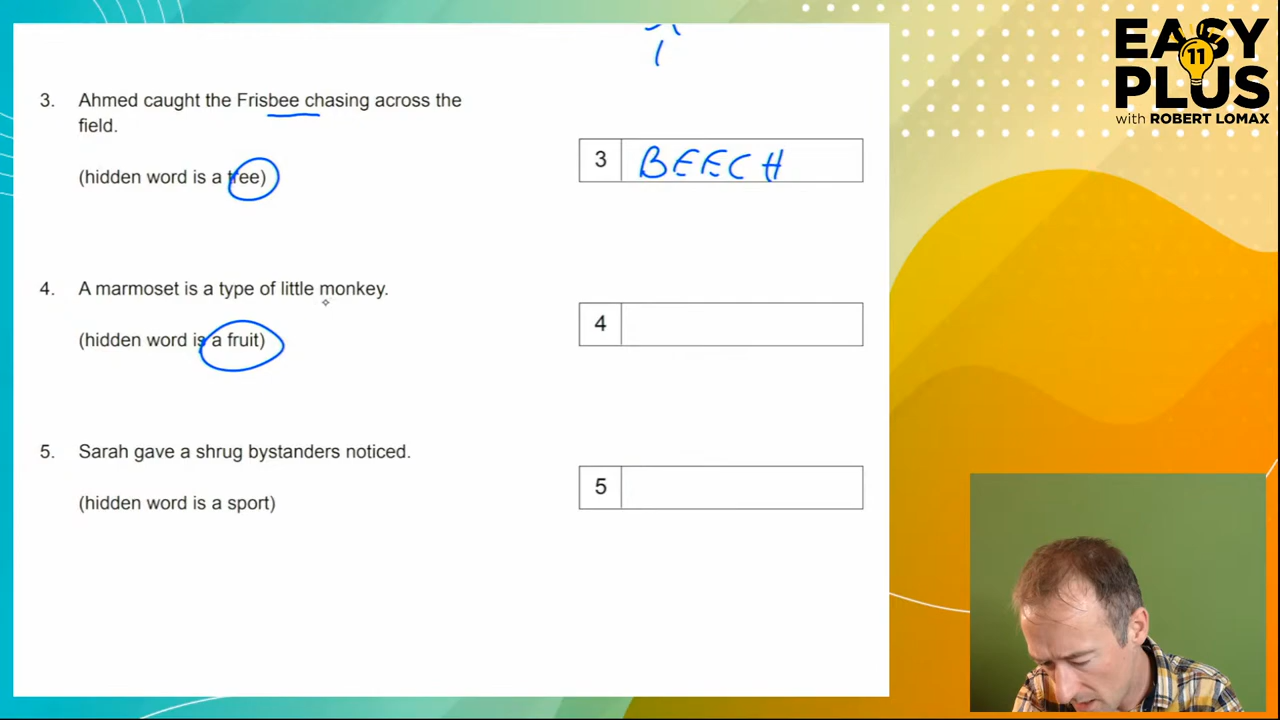 EASY
11
PLUS
with ROBERT LOMAX
3. Ahmed caught the Frisbee chasing across the
field.
(hidden word is a tree)
3 BEECH
4. A marmoset is a type of little monkey.
(hidden word is a fruit)
4
5. Sarah gave a shrug bystanders noticed.
(hidden word is a sport)
5